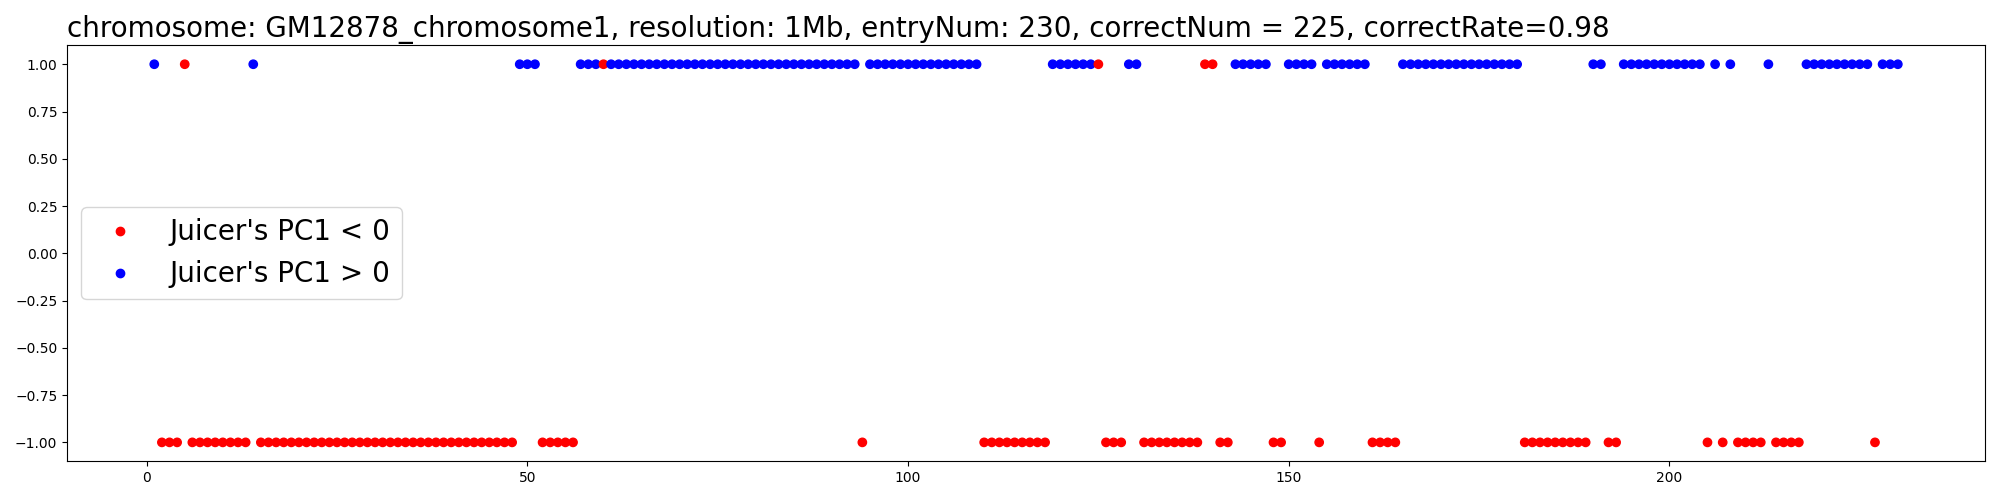 chromosome: GM12878_chromosome1, resolution: 1Mb, entryNum: 230, correctNum = 225, correctRate=0.98
1.00
0.75
0.50
0.25
0.00
−0.25
−0.50
−0.75
−1.00
Juicer's PC1 < 0
Juicer's PC1 > 0
0 50 100 150 200